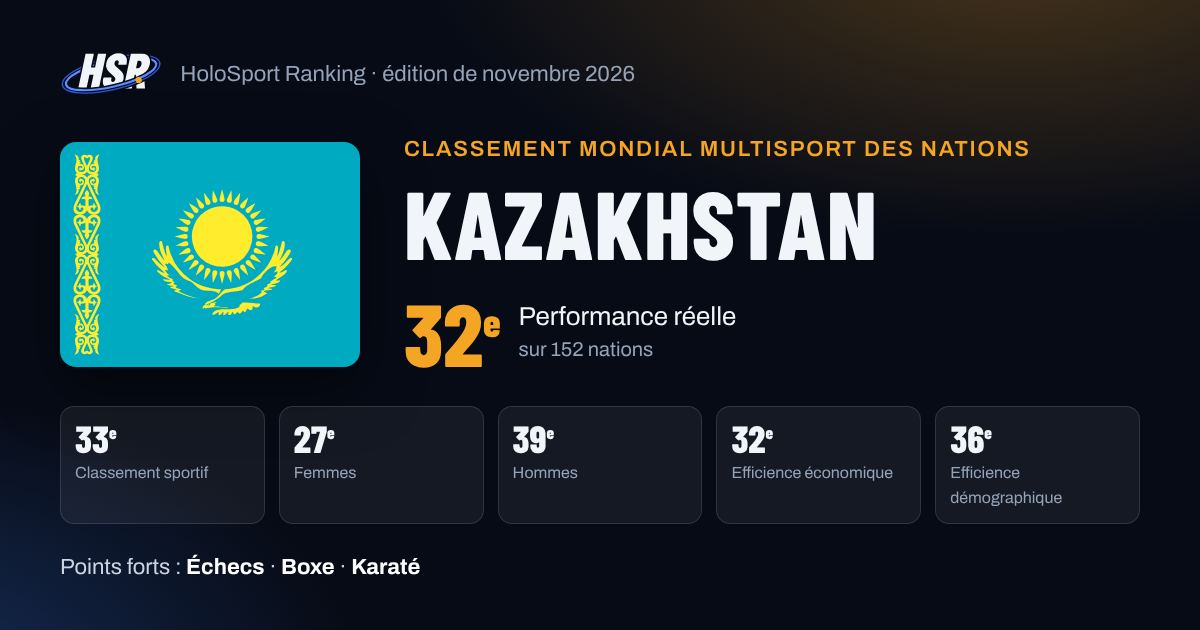 HSR HoloSport Ranking · édition de novembre 2026
CLASSEMENT MONDIAL MULTISPORT DES NATIONS
KAZAKHSTAN
32e Performance réelle
sur 152 nations
33e
Classement sportif
27e
Femmes
39e
Hommes
32e
Efficience économique
36e
Efficience
démographique
Points forts : Échecs · Boxe · Karaté